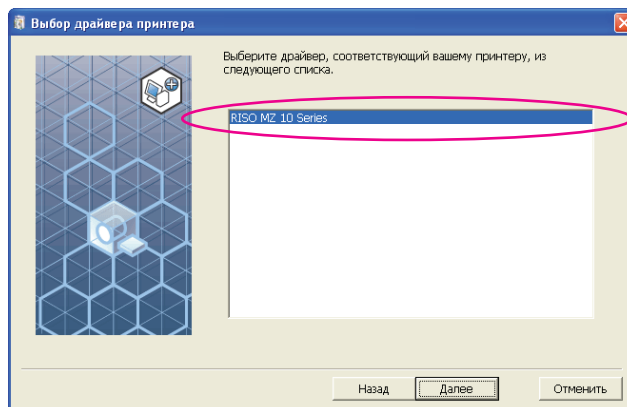 Выбор драйвера принтера
Выберите драйвер, соответствующий вашему принтеру, из
следующего списка.
RISO MZ 10 Series
Назад
Далее
Отменить